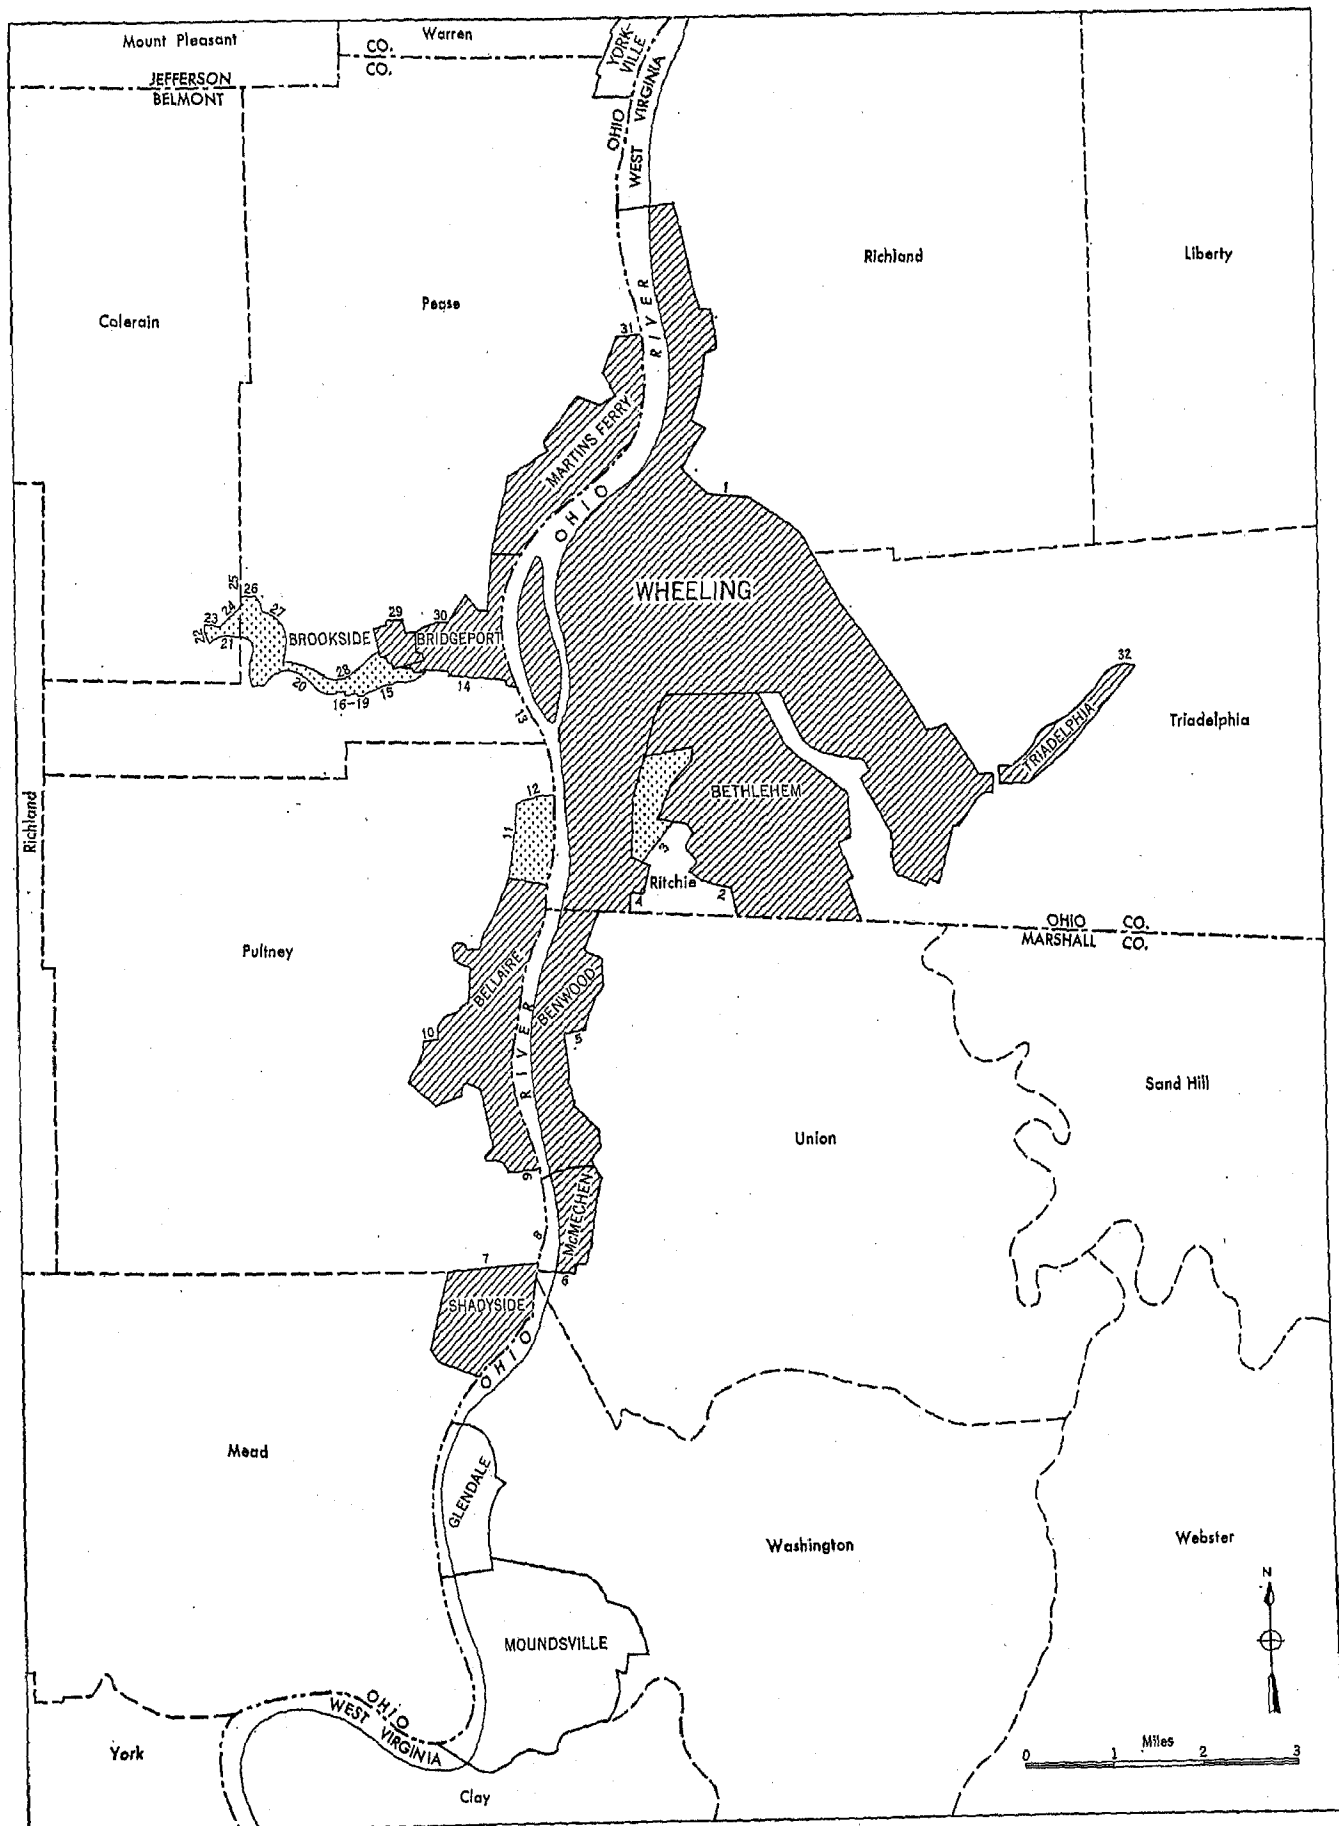 Mount Pleasant
Warren
CO.
CO.
JEFFERSON
BELMONT
YORK-
VILLE
OHIO
WEST VIRGINIA
Richland
Liberty
Colerain
Pease
31
RIVER
MARTINS FERRY
OHIO
1
WHEELING
25
26
24
23
22
21
27
BROOKSIDE
29
30
BRIDGEPORT
28
20
16-19
15
14
13
32
TRIADELPHIA
Triadelphia
BETHLEHEM
12
11
3
Ritchie
4
2
Richland
OHIO CO.
MARSHALL CO.
Pultney
BELLAIRE
BENWOOD
RIVER
10
5
Sand Hill
Union
9
McMECHEN
8
7
6
SHADYSIDE
OHIO
Mead
GLENDALE
Washington
Webster
N
MOUNDSVILLE
OHIO
WEST VIRGINIA
York
Clay
Miles
0 1 2 3